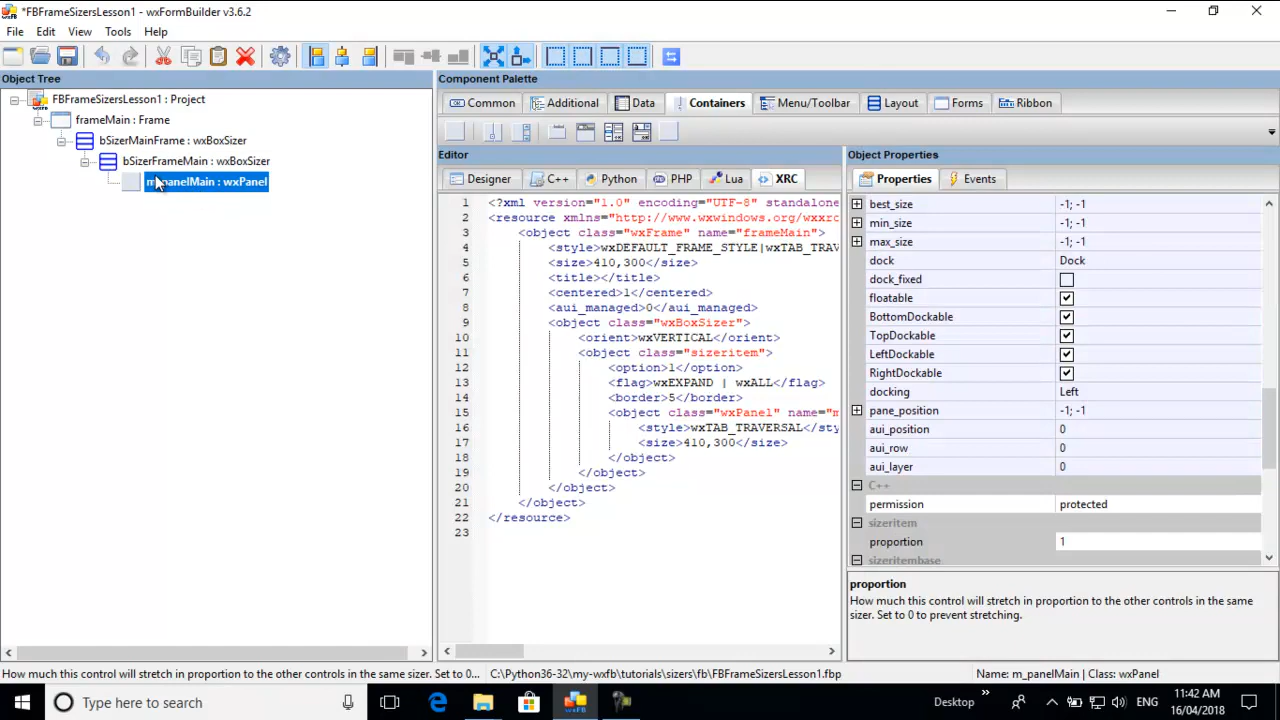 *FBFrameSizersLesson1 - wxFormBuilder v3.6.2
File Edit View Tools Help
Object Tree
FBFrameSizersLesson1 : Project
frameMain : Frame
bSizerMainFrame : wxBoxSizer
bSizerFrameMain : wxBoxSizer
panelMain : wxPanel
Component Palette
Common Additional Data Containers Menu/Toolbar Layout Forms Ribbon
Editor
Designer C++ Python PHP Lua XRC
1 <?xml version="1.0" encoding="UTF-8" standalone
2 <resource xmlns="http://www.wxwindows.org/wxxrc
3 <object class="wxFrame" name="frameMain">
4 <style>wxDEFAULT_FRAME_STYLE|wxTAB_TRAV
5 <size>410,300</size>
6 <title></title>
7 <centered>1</centered>
8 <aui_managed>0</aui_managed>
9 <object class="wxBoxSizer">
10 <orient>wxVERTICAL</orient>
11 <object class="sizeritem">
12 <option>1</option>
13 <flag>wxEXPAND | wxALL</flag>
14 <border>5</border>
15 <object class="wxPanel" name="m
16 <style>wxTAB_TRAVERSAL</sty
17 <size>410,300</size>
18 </object>
19 </object>
20 </object>
21 </object>
22 </resource>
23
Object Properties
Properties Events
best_size -1; -1
min_size -1; -1
max_size -1; -1
dock Dock
dock_fixed
floatable
BottomDockable
TopDockable
LeftDockable
RightDockable
docking Left
pane_position -1; -1
aui_position 0
aui_row 0
aui_layer 0
C++
permission protected
sizeritem
proportion 1
sizeritembase
proportion
How much this control will stretch in proportion to the other controls in the same
sizer. Set to 0 to prevent stretching.
How much this control will stretch in proportion to the other controls in the same sizer. Set to 0... C:\Python36-32\my-wxfb\tutorials\sizers\fb\FBFrameSizersLesson1.fbp Name: m_panelMain | Class: wxPanel
Type here to search
Desktop
ENG
11:42 AM
16/04/2018